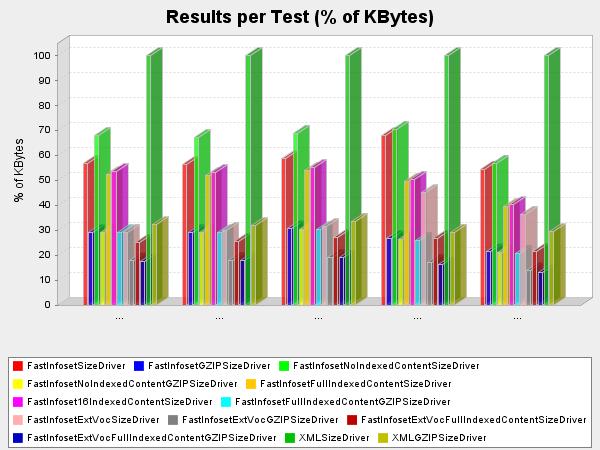 Results per Test (% of KBytes)
100
90
80
70
60
50
40
30
20
10
0
% of KBytes
... ... ... ...
FastInfosetSizeDriver FastInfosetGZIPSizeDriver FastInfosetNoIndexedContentSizeDriver
FastInfosetNoIndexedContentGZIPSizeDriver FastInfosetFullIndexedContentSizeDriver
FastInfoset16IndexedContentSizeDriver FastInfosetFullIndexedContentGZIPSizeDriver
FastInfosetExtVocSizeDriver FastInfosetExtVocGZIPSizeDriver FastInfosetExtVocFullIndexedContentSizeDriver
FastInfosetExtVocFullIndexedContentGZIPSizeDriver XMLSizeDriver XMLGZIPSizeDriver